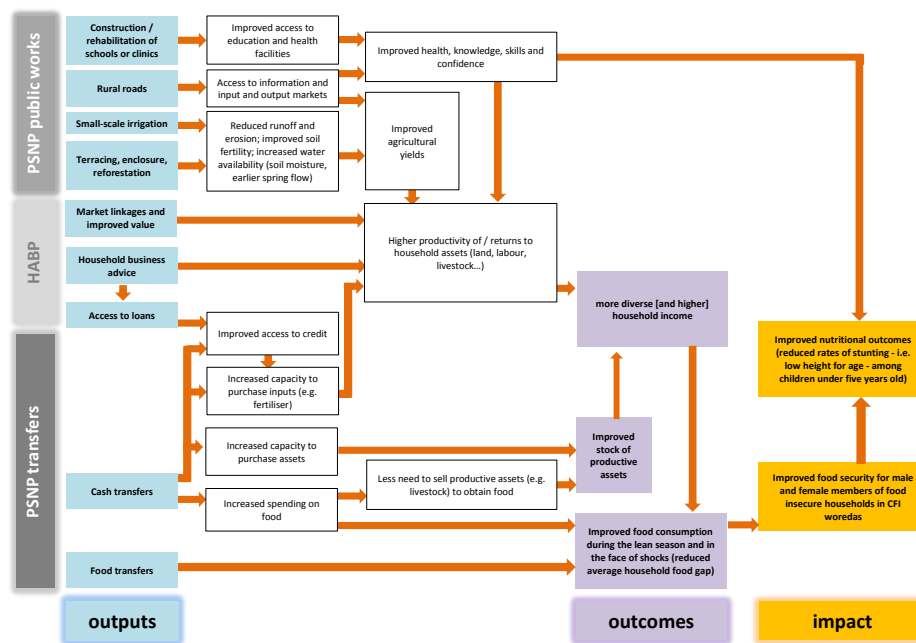 PSNP public works
Construction /
rehabilitation of
schools or clinics
Rural roads
Small-scale irrigation
Terracing, enclosure,
reforestation
Improved access to
education and health
facilities
Access to information and
input and output markets
Reduced runoff and
erosion; improved soil
fertility; increased water
availability (soil moisture,
earlier spring flow)
Improved health, knowledge, skills and
confidence
Improved
agricultural
yields
HABP
Market linkages and
improved value
Household business
advice
Access to loans
Higher productivity of / returns to
household assets (land, labour,
livestock...)
more diverse [and higher]
household income
Improved nutritional outcomes
(reduced rates of stunting - i.e.
low height for age - among
children under five years old)
PSNP transfers
Improved access to credit
Increased capacity to
purchase inputs (e.g.
fertiliser)
Increased capacity to
purchase assets
Cash transfers
Increased spending on
food
Less need to sell productive assets (e.g.
livestock) to obtain food
Improved
stock of
productive
assets
Improved food security for male
and female members of food
insecure households in CFI
woredas
Improved food consumption
during the lean season and in
the face of shocks (reduced
average household food gap)
Food transfers
outputs
outcomes
impact